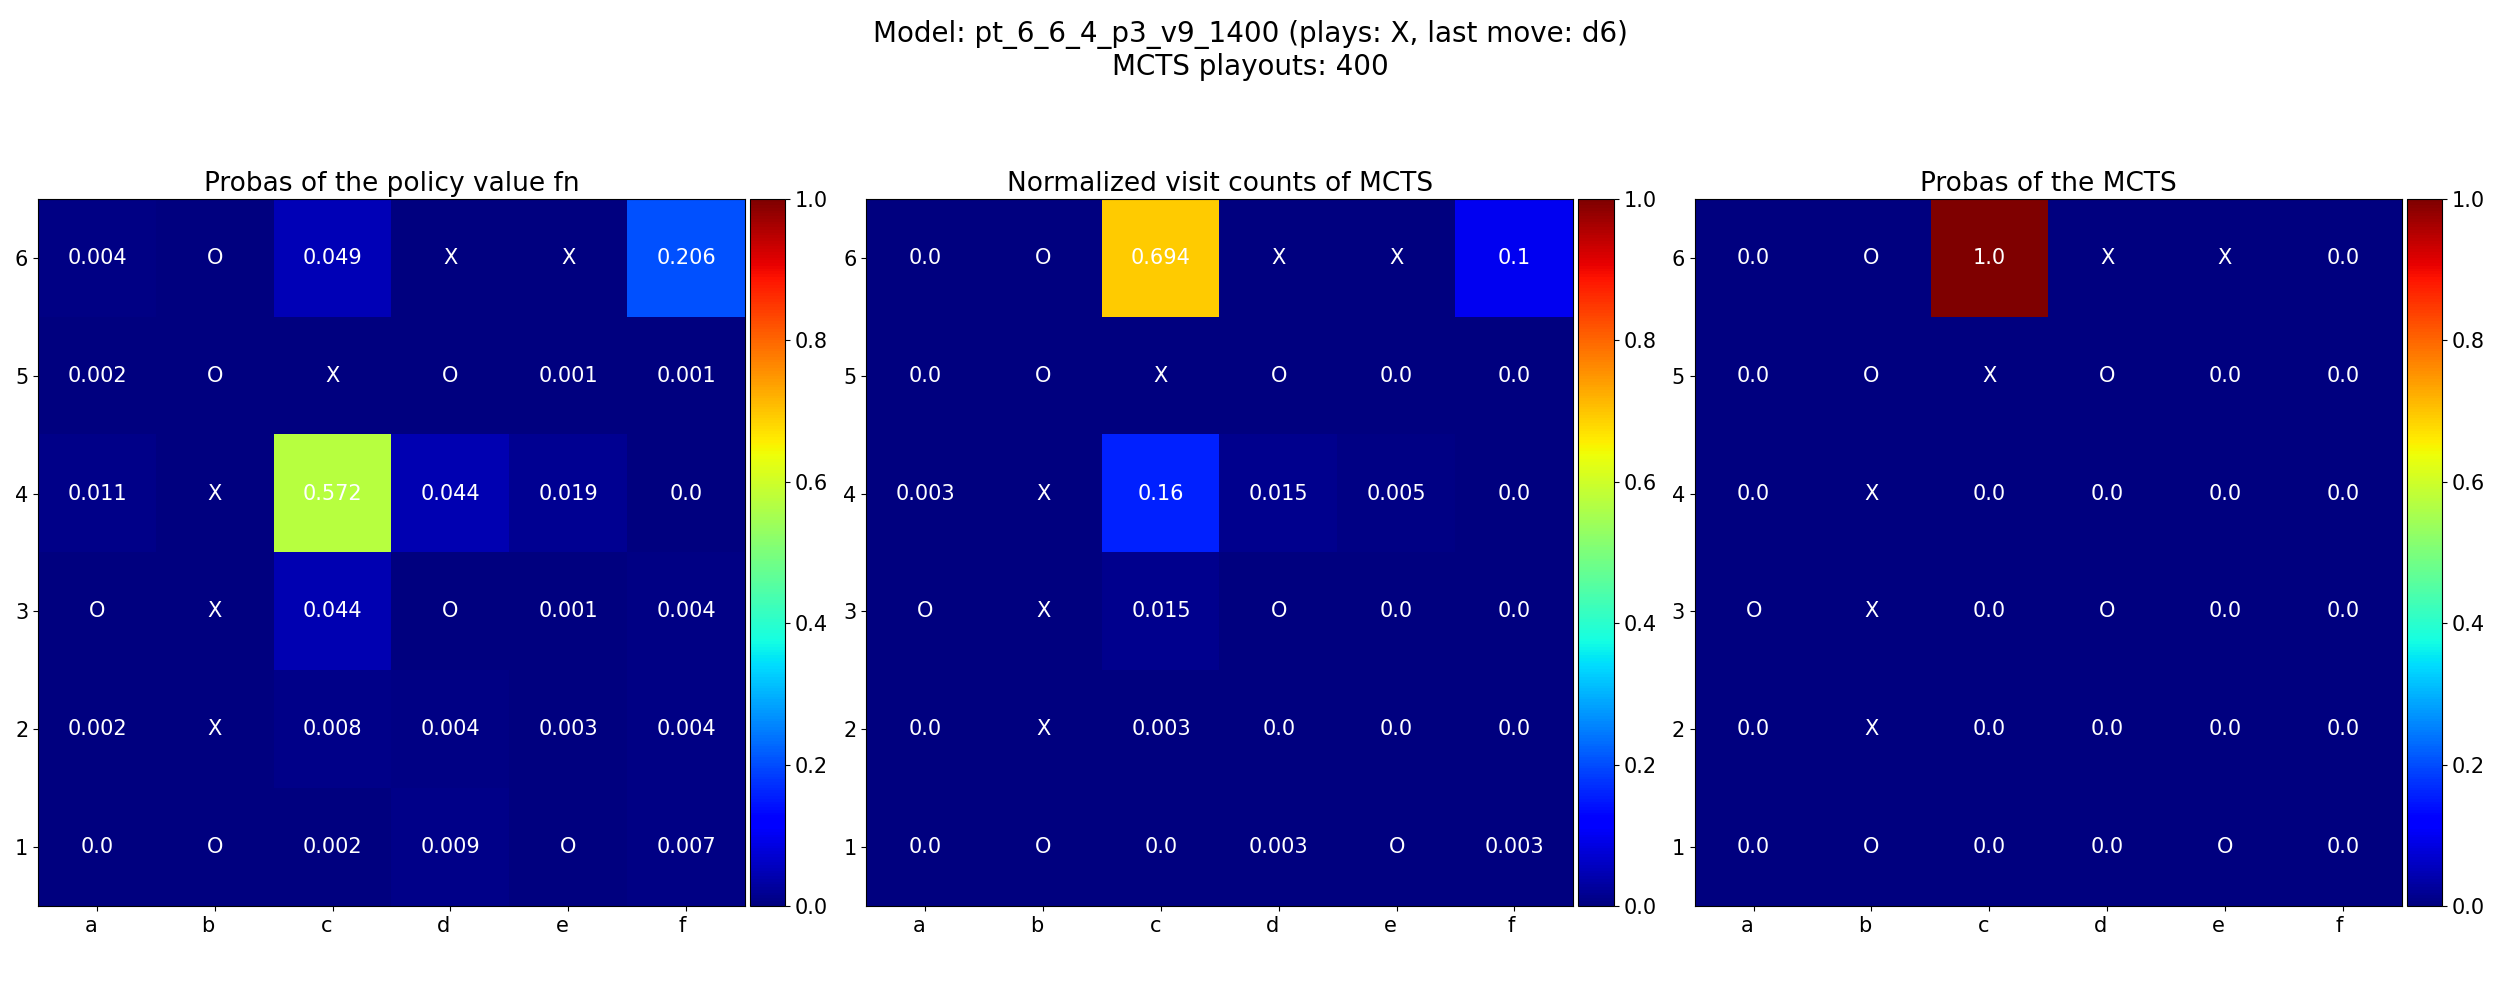 Model: pt_6_6_4_p3_v9_1400 (plays: X, last move: d6)
MCTS playouts: 400
Probas of the policy value fn
6 0.004 O 0.049 X X 0.206
5 0.002 O X O 0.001 0.001
4 0.011 X 0.572 0.044 0.019 0.0
3 O X 0.044 O 0.001 0.004
2 0.002 X 0.008 0.004 0.003 0.004
1 0.0 O 0.002 0.009 O 0.007
a b c d e f
1.0
0.8
0.6
0.4
0.2
0.0
Normalized visit counts of MCTS
6 0.0 O 0.694 X X 0.1
5 0.0 O X O 0.0 0.0
4 0.003 X 0.16 0.015 0.005 0.0
3 O X 0.015 O 0.0 0.0
2 0.0 X 0.003 0.0 0.0 0.0
1 0.0 O 0.0 0.003 O 0.003
a b c d e f
1.0
0.8
0.6
0.4
0.2
0.0
Probas of the MCTS
6 0.0 O 1.0 X X 0.0
5 0.0 O X O 0.0 0.0
4 0.0 X 0.0 0.0 0.0 0.0
3 O X 0.0 O 0.0 0.0
2 0.0 X 0.0 0.0 0.0 0.0
1 0.0 O 0.0 0.0 O 0.0
a b c d e f
1.0
0.8
0.6
0.4
0.2
0.0